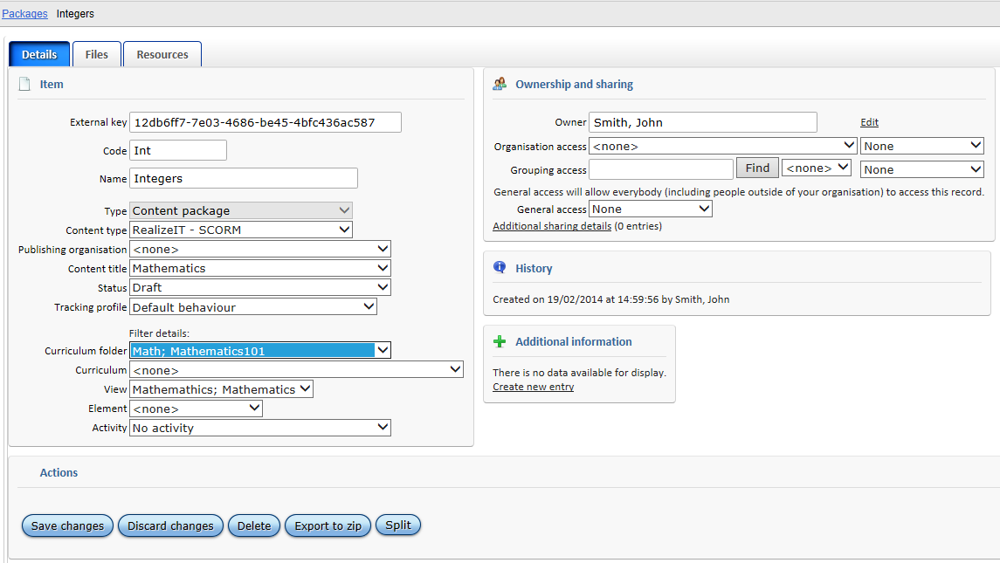 Packages Integers
Details Files Resources
Item
External key 12db6ff7-7e03-4686-be45-4bfc436ac587
Code Int
Name Integers
Type Content package
Content type RealizeIT - SCORM
Publishing organisation <none>
Content title Mathematics
Status Draft
Tracking profile Default behaviour
Filter details:
Curriculum folder Math; Mathematics101
Curriculum <none>
View Mathemathics; Mathematics
Element <none>
Activity No activity
Ownership and sharing
Owner Smith, John Edit
Organisation access <none> None
Grouping access Find <none> None
General access will allow everybody (including people outside of your organisation) to access this record.
General access None
Additional sharing details (0 entries)
History
Created on 19/02/2014 at 14:59:56 by Smith, John
Additional information
There is no data available for display.
Create new entry
Actions
Save changes Discard changes Delete Export to zip Split